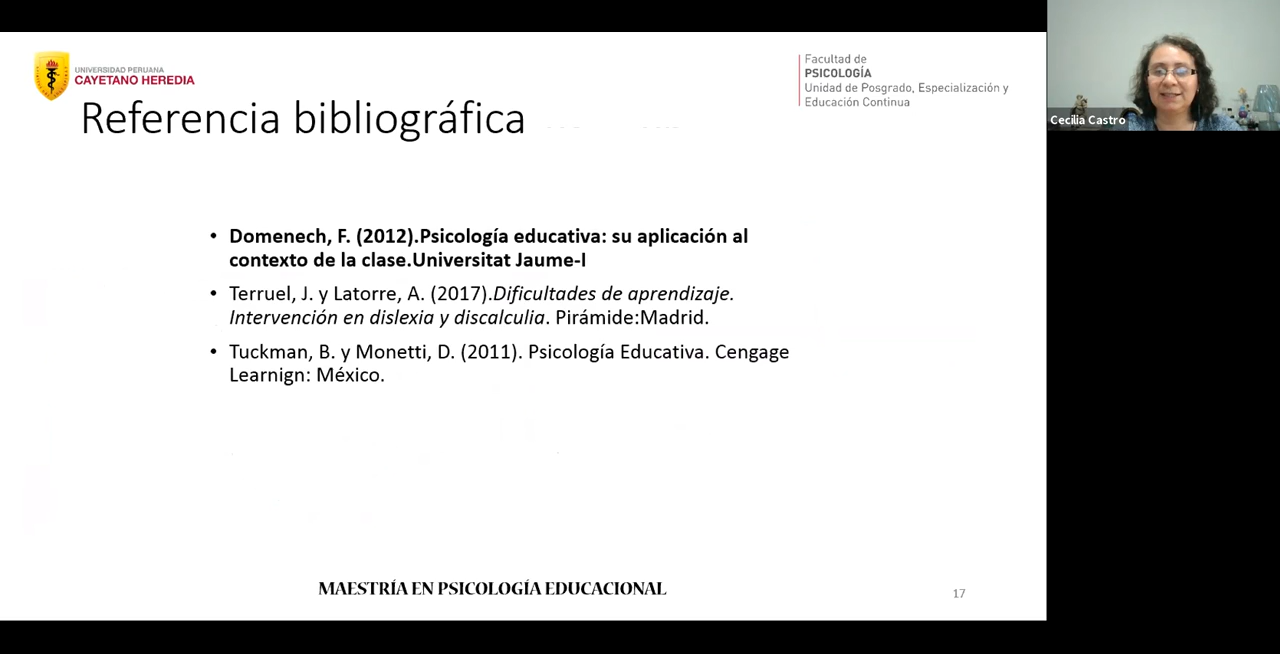 UNIVERSIDAD PERUANA
CAYETANO HEREDIA
Facultad de
PSICOLOGÍA
Unidad de Posgrado, Especialización y
Educación Continua
Cecilia Castro
Referencia bibliográfica
• Domenech, F. (2012).Psicología educativa: su aplicación al
contexto de la clase.Universitat Jaume-I
• Terruel, J. y Latorre, A. (2017).Dificultades de aprendizaje.
Intervención en dislexia y discalculia. Pirámide:Madrid.
• Tuckman, B. y Monetti, D. (2011). Psicología Educativa. Cengage
Learnign: México.
MAESTRÍA EN PSICOLOGÍA EDUCACIONAL
17